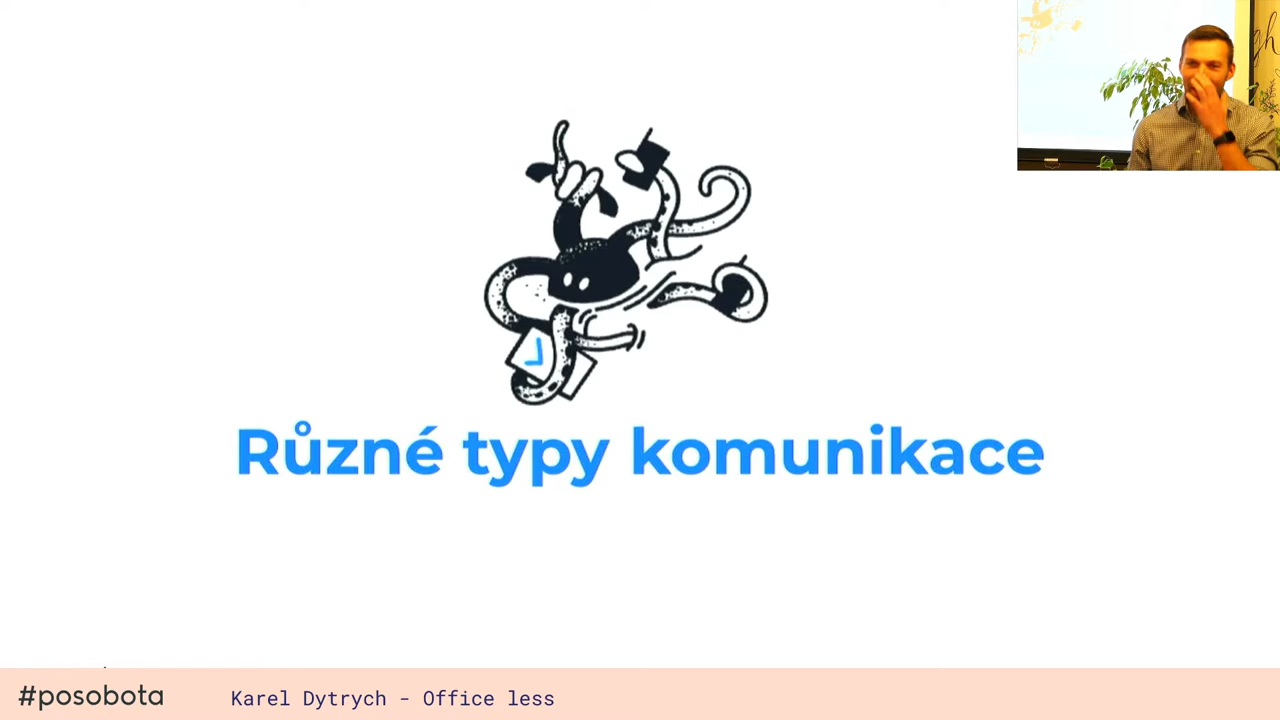 Různé typy komunikace
#posobota
Karel Dytrych - Office less